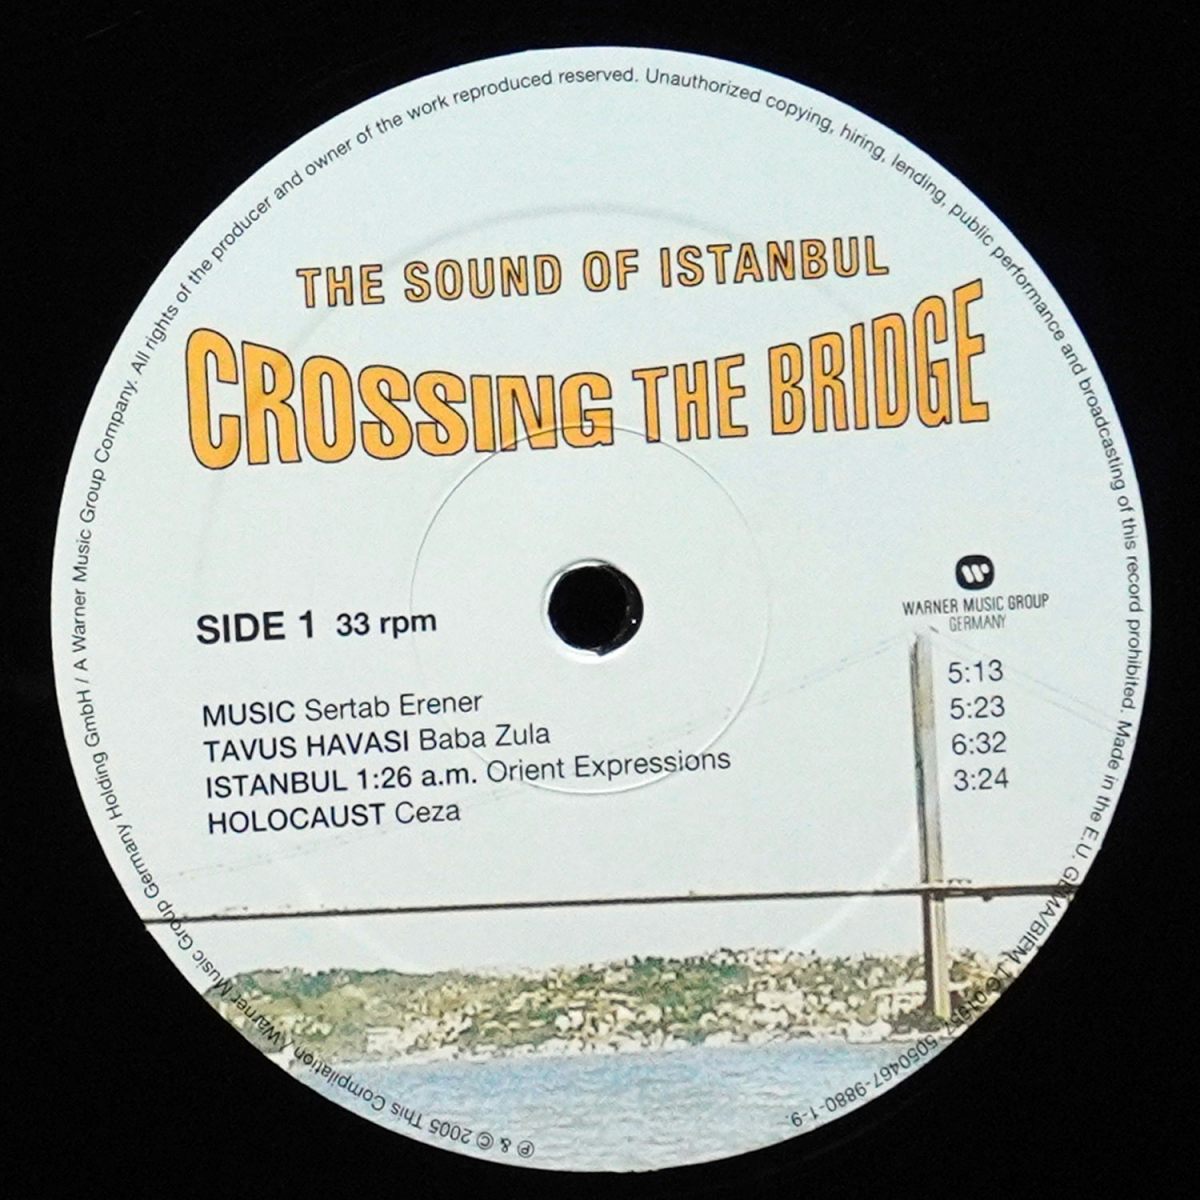 THE SOUND OF ISTANBUL
CROSSING THE BRIDGE
SIDE 1 33 rpm
WARNER MUSIC GROUP
GERMANY
MUSIC Sertab Erener 5:13
TAVUS HAVASI Baba Zula 5:23
ISTANBUL 1:26 a.m. Orient Expressions 6:32
HOLOCAUST Ceza 3:24
℗ & © 2005 This Compilation / Warner Music Group Germany Holding GmbH / A Warner Music Group Company. All rights of the producer and owner of the work reproduced reserved. Unauthorized copying, hiring, lending, public performance and broadcasting of this record prohibited. Made in the E.U. GEMA/BIEM 5050467-9880-1-9.